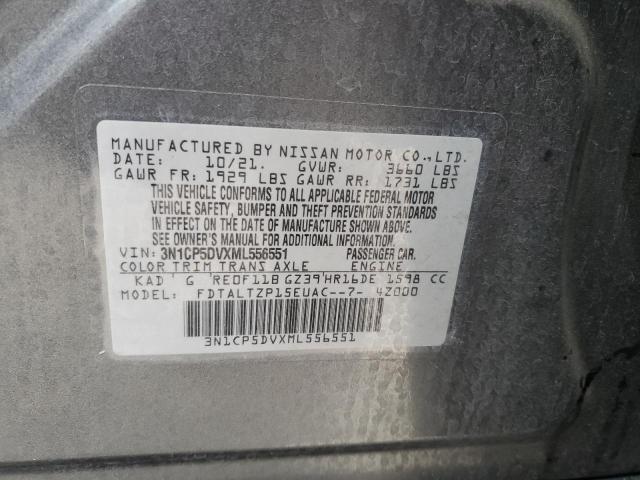 MANUFACTURED BY NISSAN MOTOR CO.,LTD.
DATE: 10/21. GVWR: 3660 LBS
GAWR FR: 1929 LBS GAWR RR: 1731 LBS
THIS VEHICLE CONFORMS TO ALL APPLICABLE FEDERAL MOTOR
VEHICLE SAFETY, BUMPER AND THEFT PREVENTION STANDARDS
IN EFFECT ON THE DATE OF MANUFACTURE SHOWN ABOVE.
SEE OWNER'S MANUAL OR INFORMATION SHEET.
VIN: 3N1CP5DVXML556551 PASSENGER CAR.
COLOR TRIM TRANS AXLE ENGINE
KAD G RE0F11B GZ39 HR16DE 1598 CC
MODEL: FDTALTZP15EUAC--7- 4Z000
3N1CP5DVXML556551